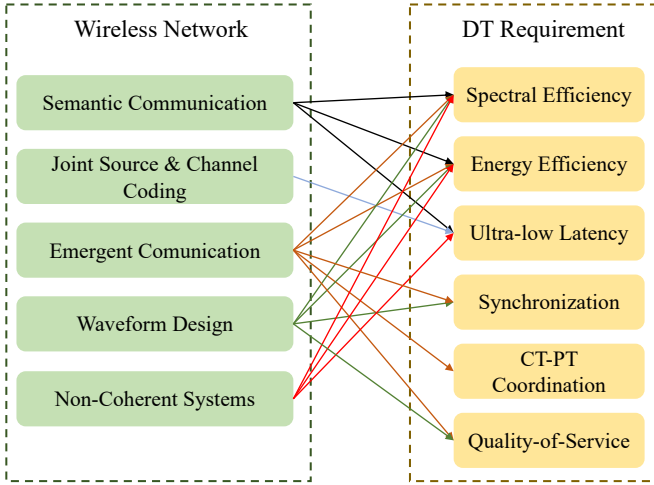 Wireless Network
Semantic Communication
Joint Source & Channel
Coding
Emergent Comunication
Waveform Design
Non-Coherent Systems
DT Requirement
Spectral Efficiency
Energy Efficiency
Ultra-low Latency
Synchronization
CT-PT
Coordination
Quality-of-Service